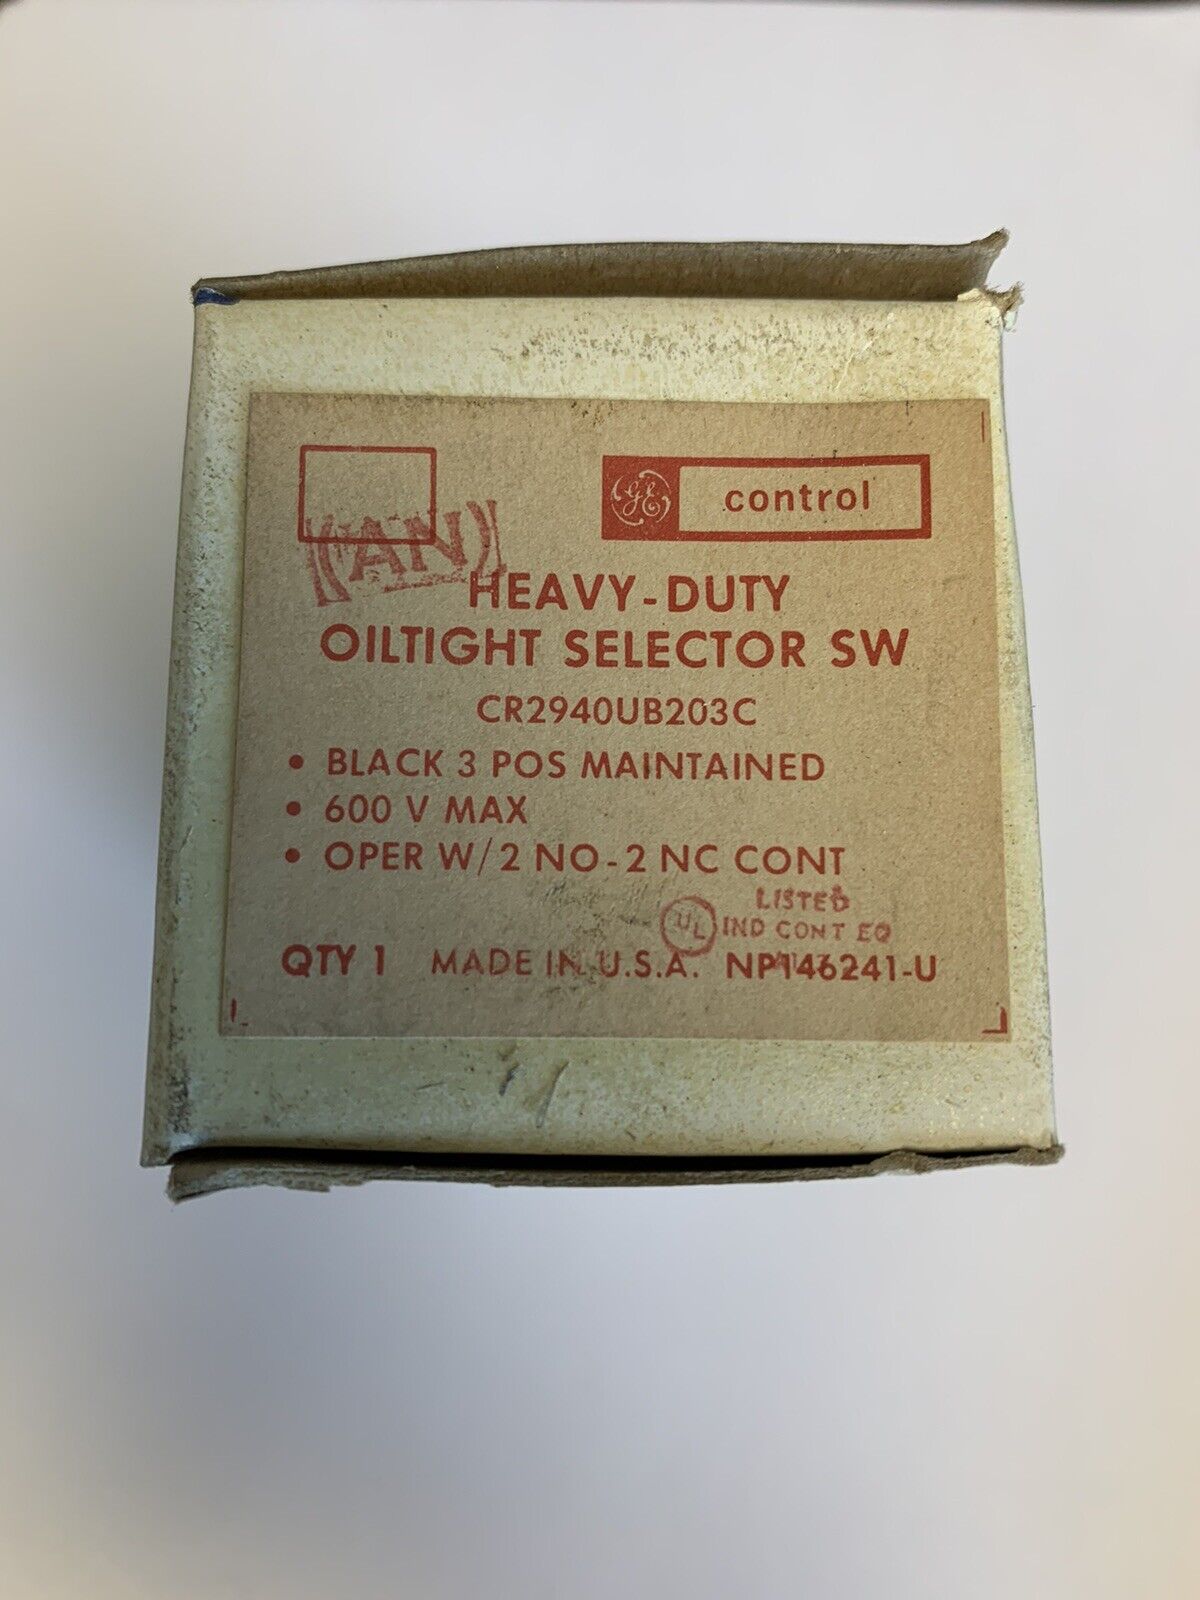 GE control
(AN)
HEAVY-DUTY
OILTIGHT SELECTOR SW
CR2940UB203C
• BLACK 3 POS MAINTAINED
• 600 V MAX
• OPER W/2 NO-2 NC CONT
LISTED
UL IND CONT EQ
QTY 1 MADE IN U.S.A. NP146241-U